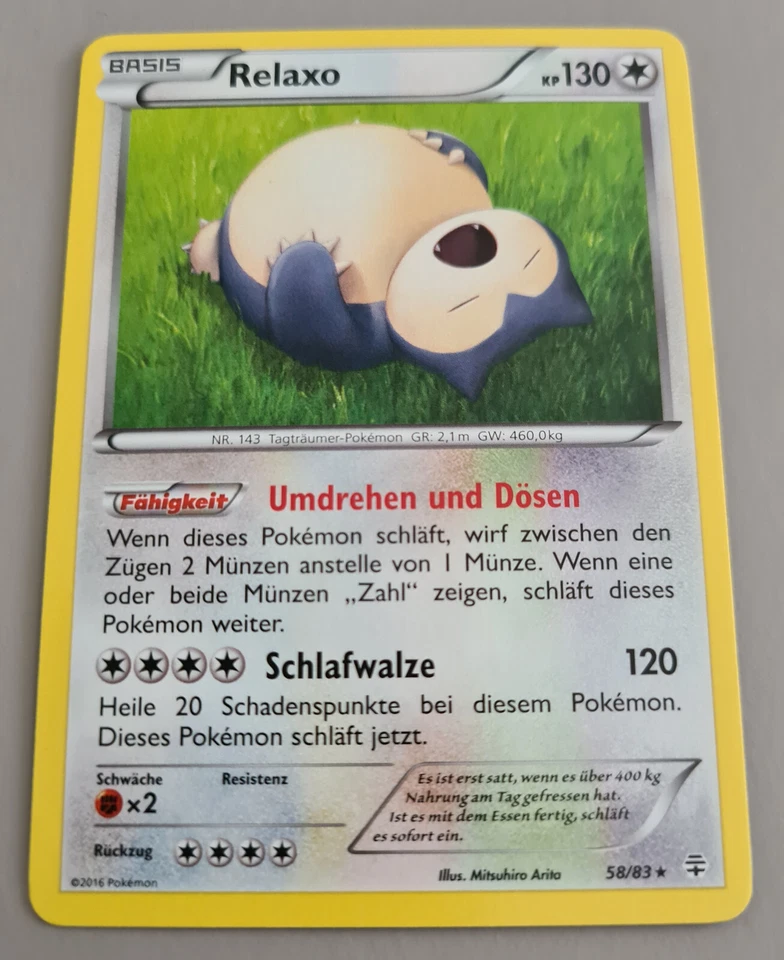 BASIS Relaxo KP130
NR. 143 Tagträumer-Pokémon GR: 2,1m GW: 460,0kg
Fähigkeit Umdrehen und Dösen
Wenn dieses Pokémon schläft, wirf zwischen den
Zügen 2 Münzen anstelle von 1 Münze. Wenn eine
oder beide Münzen „Zahl“ zeigen, schläft dieses
Pokémon weiter.
Schlafwalze 120
Heile 20 Schadenspunkte bei diesem Pokémon.
Dieses Pokémon schläft jetzt.
Schwäche Resistenz
×2
Rückzug
Es ist erst satt, wenn es über 400 kg
Nahrung am Tag gefressen hat.
Ist es mit dem Essen fertig, schläft
es sofort ein.
©2016 Pokémon
Illus. Mitsuhiro Arita
58/83 ★